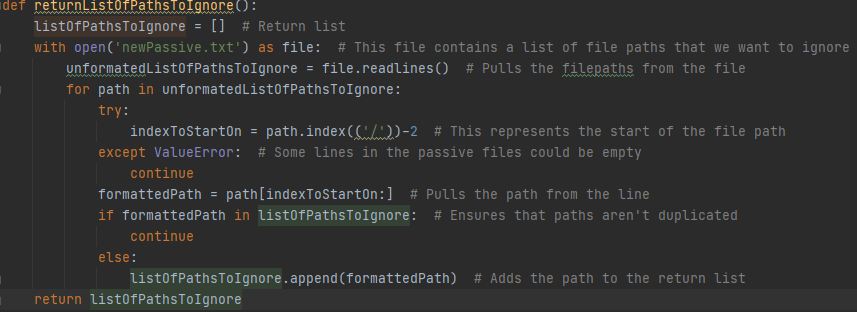 def returnListOfPathsToIgnore():
    listOfPathsToIgnore = []  # Return list
    with open('newPassive.txt') as file:  # This file contains a list of file paths that we want to ignore
        unformatedListOfPathsToIgnore = file.readlines()  # Pulls the filepaths from the file
        for path in unformatedListOfPathsToIgnore:
            try:
                indexToStartOn = path.index(('/'))-2  # This represents the start of the file path
            except ValueError:  # Some lines in the passive files could be empty
                continue
            formattedPath = path[indexToStartOn:]  # Pulls the path from the line
            if formattedPath in listOfPathsToIgnore:  # Ensures that paths aren't duplicated
                continue
            else:
                listOfPathsToIgnore.append(formattedPath)  # Adds the path to the return list
    return listOfPathsToIgnore